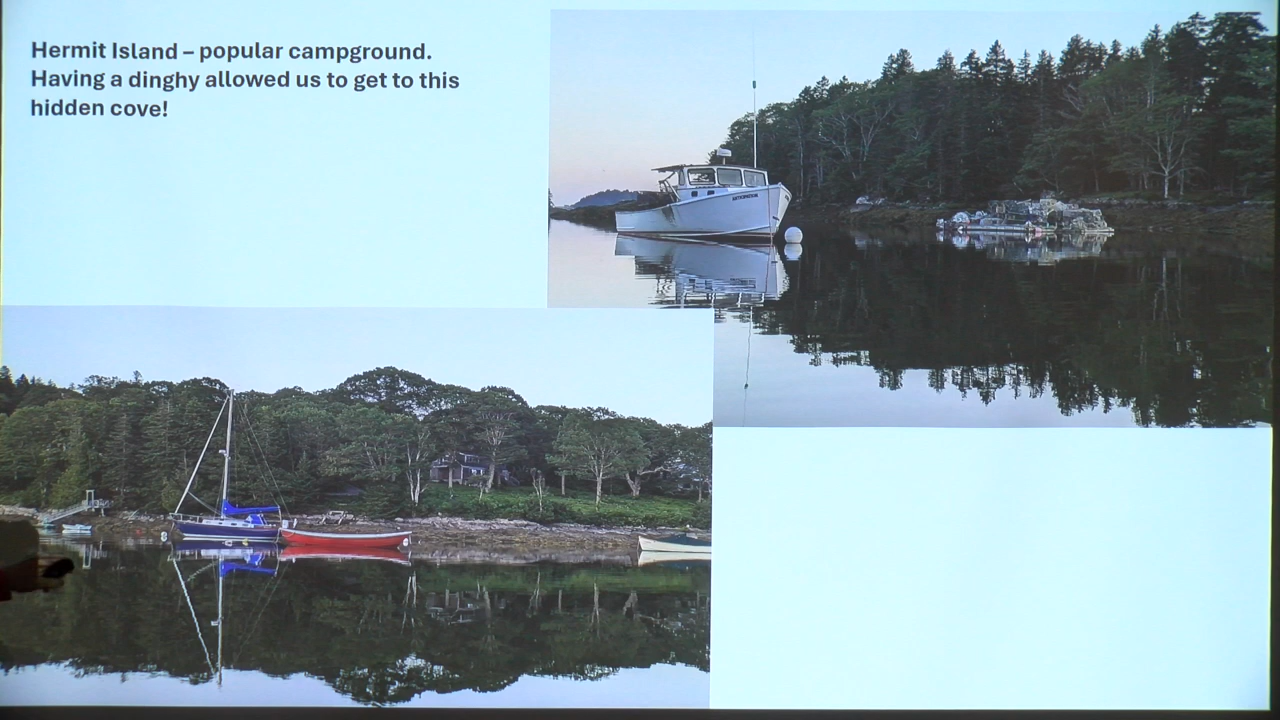 Hermit Island – popular campground.
Having a dinghy allowed us to get to this
hidden cove!